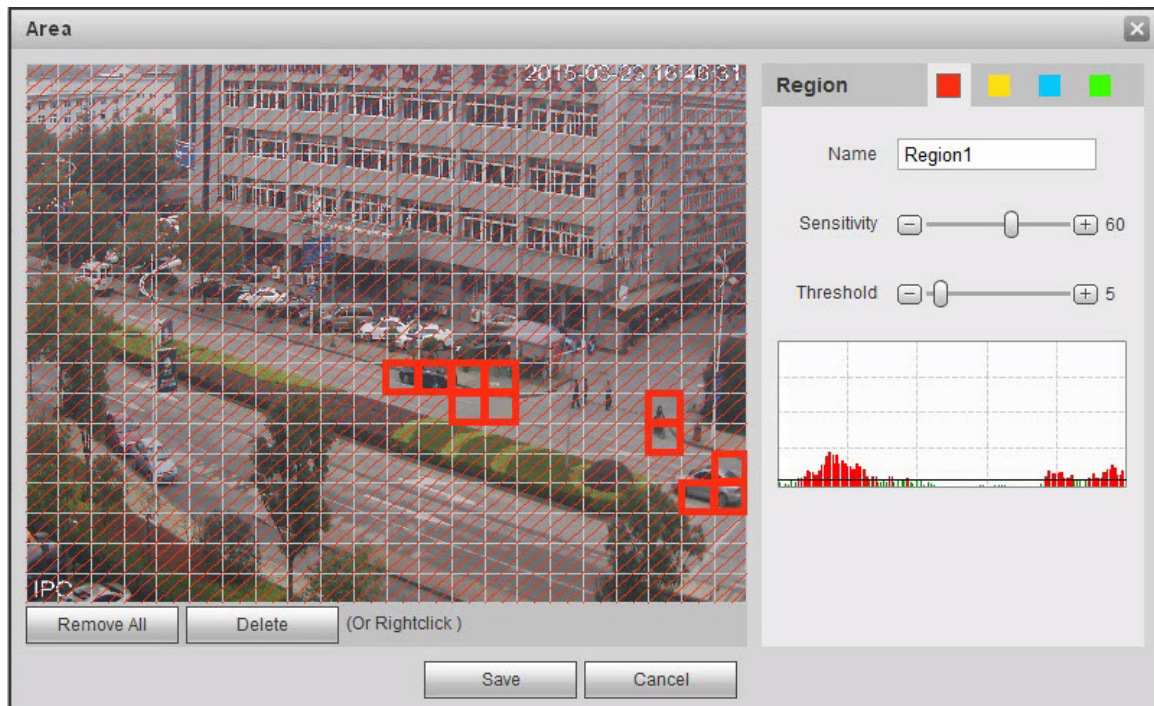 Area
2015-03-23 16:40:31
IPC
Remove All
Delete
(Or Rightclick )
Region
Name
Region1
Sensitivity
60
Threshold
5
Save
Cancel